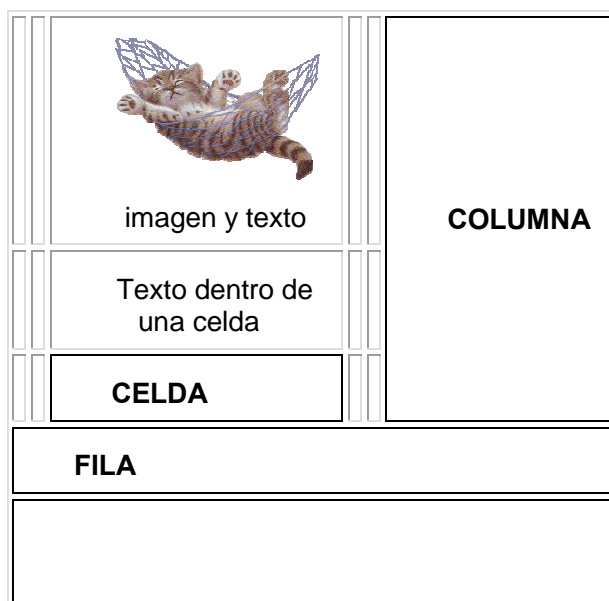 imagen y texto
COLUMNA
Texto dentro de
una celda
CELDA
FILA